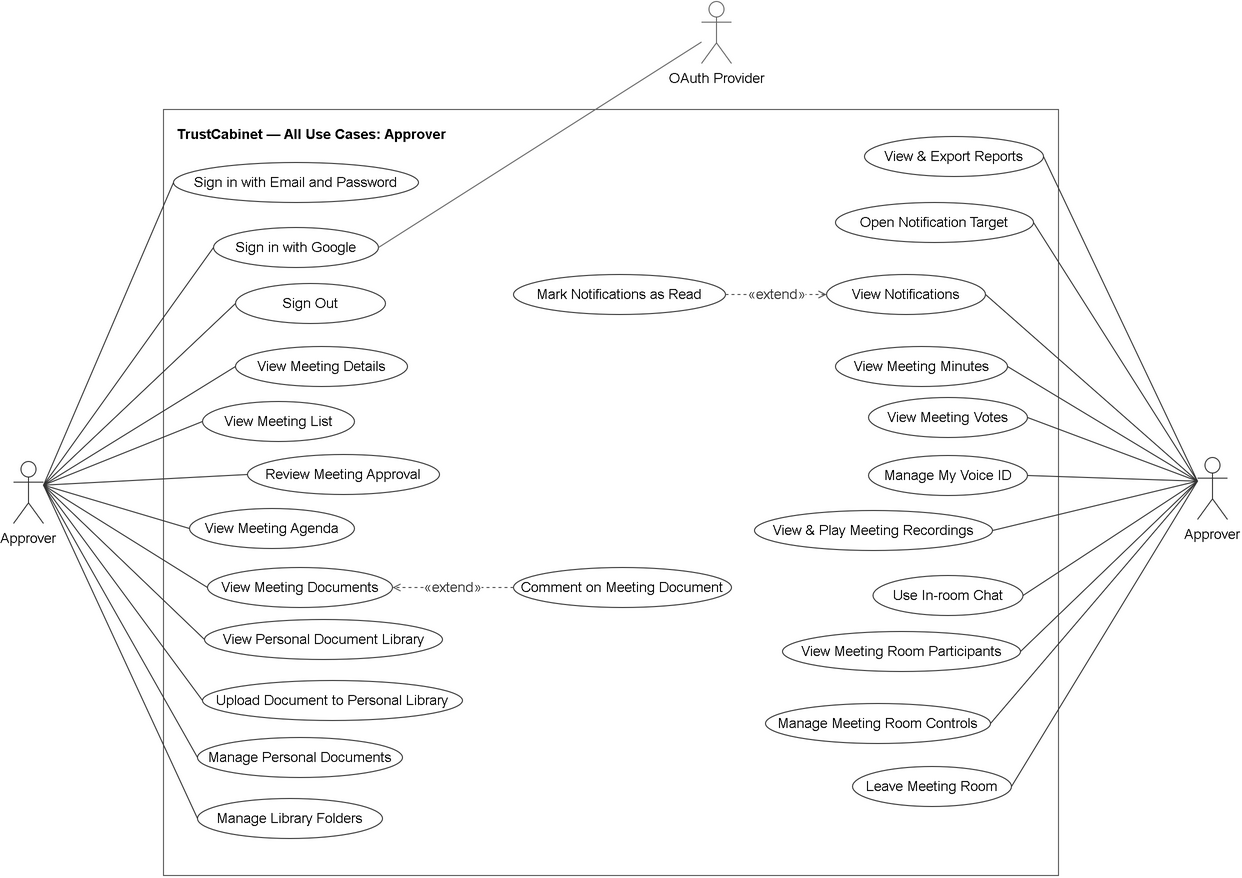 OAuth Provider
TrustCabinet — All Use Cases: Approver
Sign in with Email and Password
Sign in with Google
Sign Out
View Meeting Details
View Meeting List
Review Meeting Approval
View Meeting Agenda
View Meeting Documents
«extend»
Comment on Meeting Document
View Personal Document Library
Upload Document to Personal Library
Manage Personal Documents
Manage Library Folders
Approver
View & Export Reports
Open Notification Target
Mark Notifications as Read
«extend»
View Notifications
View Meeting Minutes
View Meeting Votes
Manage My Voice ID
View & Play Meeting Recordings
Use In-room Chat
View Meeting Room Participants
Manage Meeting Room Controls
Leave Meeting Room
Approver